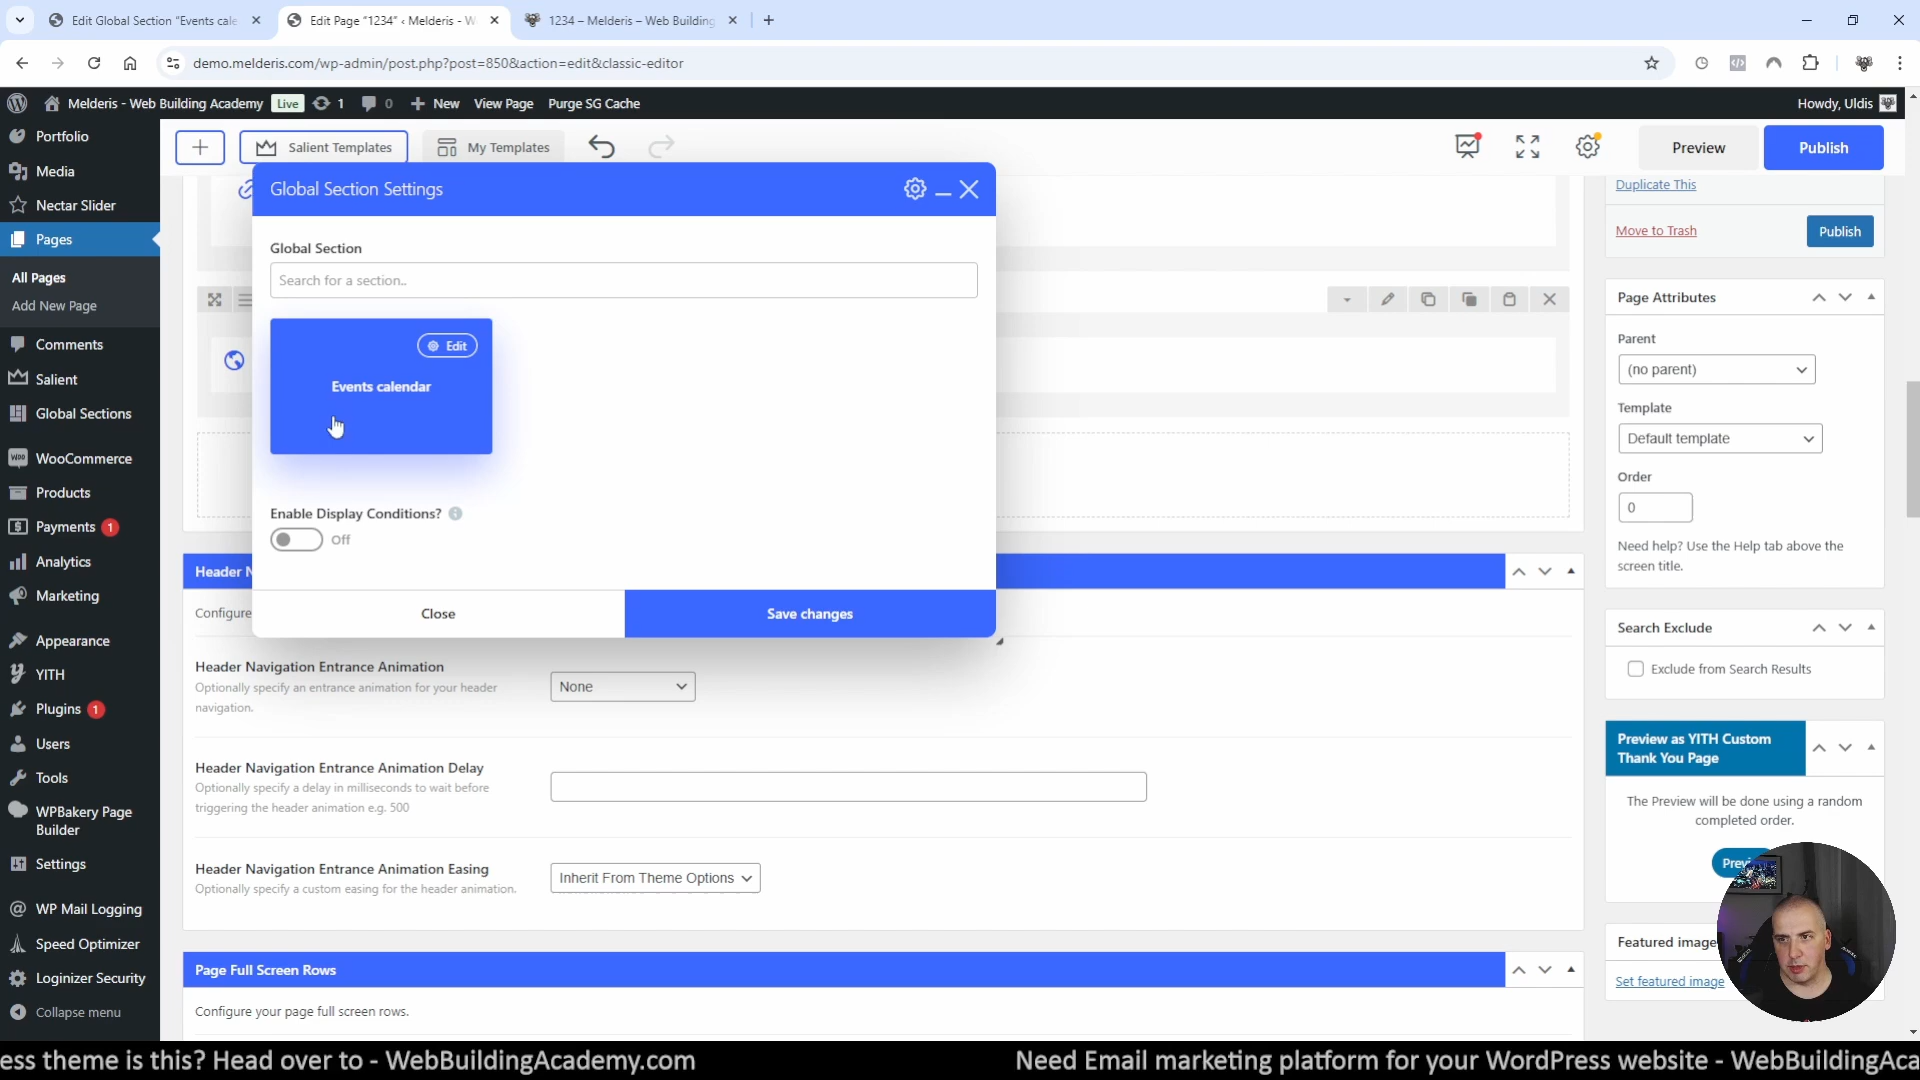 Edit Global Section "Events cale
Edit Page "1234" ‹ Melderis - W
1234 – Melderis – Web Building
demo.melderis.com/wp-admin/post.php?post=850&action=edit&classic-editor
Melderis - Web Building Academy
Live
1
0
New
View Page
Purge SG Cache
Howdy, Uldis
Portfolio
Media
Nectar Slider
Pages
All Pages
Add New Page
Comments
Salient
Global Sections
WooCommerce
Products
Payments 1
Analytics
Marketing
Appearance
YITH
Plugins 1
Users
Tools
WPBakery Page
Builder
Settings
WP Mail Logging
Speed Optimizer
Loginizer Security
Collapse menu
Salient Templates
My Templates
Preview
Publish
Global Section Settings
Global Section
Search for a section..
Edit
Events calendar
Enable Display Conditions?
Off
Close
Save changes
Header N
Configure
Header Navigation Entrance Animation
Optionally specify an entrance animation for your header
navigation.
None
Header Navigation Entrance Animation Delay
Optionally specify a delay in milliseconds to wait before
triggering the header animation e.g. 500
Header Navigation Entrance Animation Easing
Optionally specify a custom easing for the header animation.
Inherit From Theme Options
Page Full Screen Rows
Configure your page full screen rows.
Duplicate This
Move to Trash
Publish
Page Attributes
Parent
(no parent)
Template
Default template
Order
0
Need help? Use the Help tab above the
screen title.
Search Exclude
Exclude from Search Results
Preview as YITH Custom
Thank You Page
The Preview will be done using a random
completed order.
Previ
Featured image
Set featured image
ess theme is this? Head over to - WebBuildingAcademy.com
Need Email marketing platform for your WordPress website - WebBuildingAca